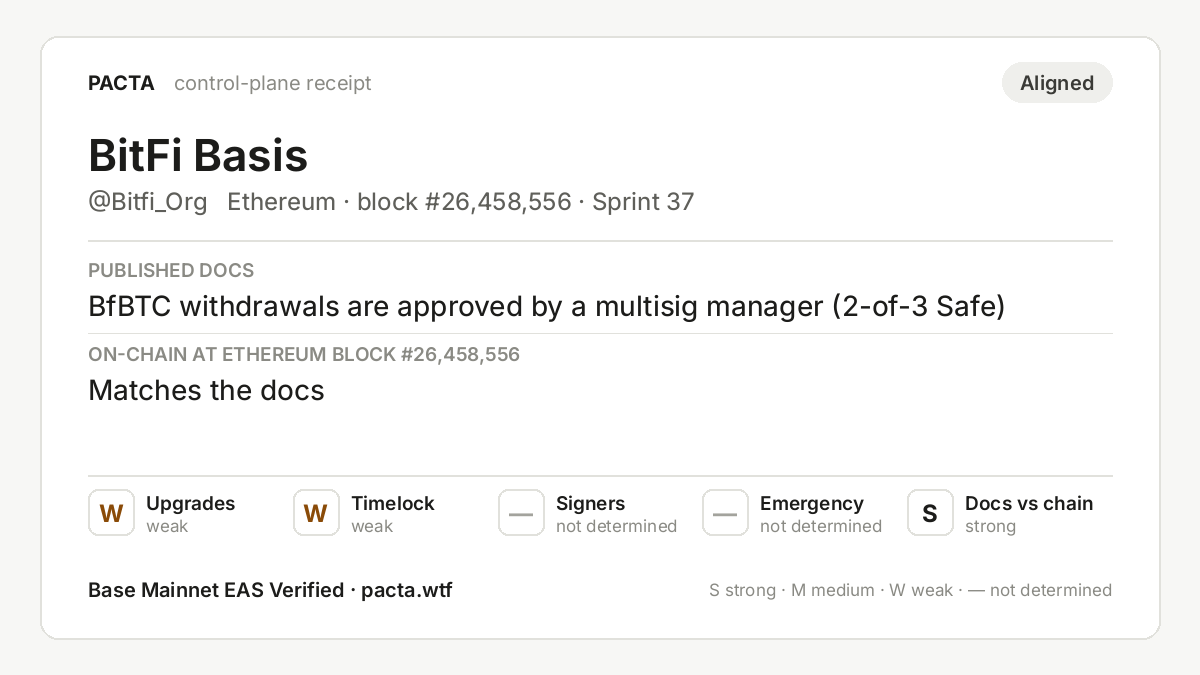 PACTA control-plane receipt Aligned
BitFi Basis
@Bitfi_Org Ethereum · block #26,458,556 · Sprint 37
PUBLISHED DOCS
BfBTC withdrawals are approved by a multisig manager (2-of-3 Safe)
ON-CHAIN AT ETHEREUM BLOCK #26,458,556
Matches the docs
W Upgrades weak
W Timelock weak
— Signers not determined
— Emergency not determined
S Docs vs chain strong
Base Mainnet EAS Verified · pacta.wtf
S strong · M medium · W weak · — not determined